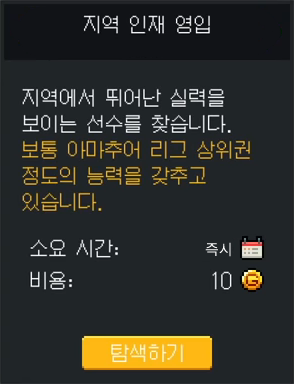 지역 인재 영입
지역에서 뛰어난 실력을
보이는 선수를 찾습니다.
보통 아마추어 리그 상위권
정도의 능력을 갖추고
있습니다.
소요 시간: 즉시
비용: 10 G
탐색하기